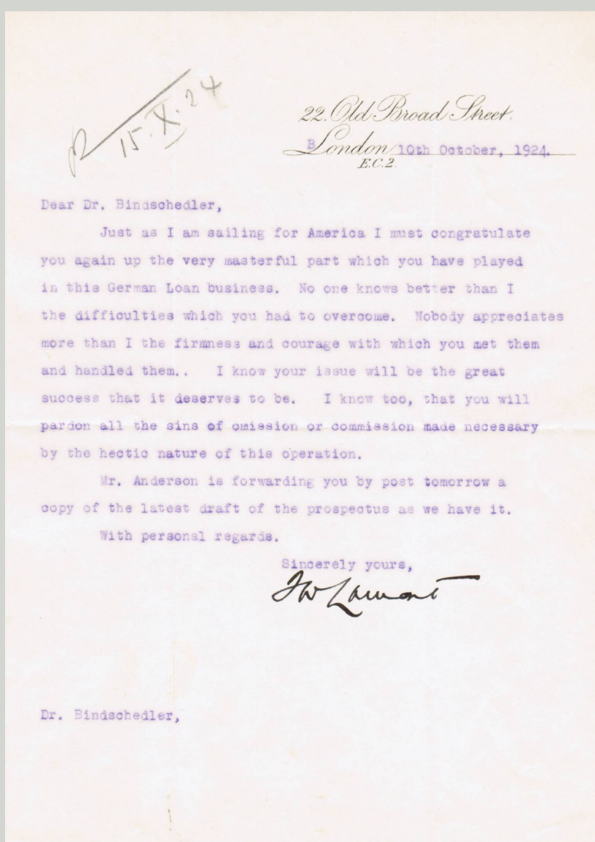 15.X.24
22. Old Broad Street.
London 10th October, 1924.
E.C.2.
Dear Dr. Bindschedler,
Just as I am sailing for America I must congratulate
you again up the very masterful part which you have played
in this German Loan business. No one knows better than I
the difficulties which you had to overcome. Nobody appreciates
more than I the firmness and courage with which you met them
and handled them.. I know your issue will be the great
success that it deserves to be. I know too, that you will
pardon all the sins of omission or commission made necessary
by the hectic nature of this operation.
Mr. Anderson is forwarding you by post tomorrow a
copy of the latest draft of the prospectus as we have it.
With personal regards.
Sincerely yours,
TW Lamont
Dr. Bindschedler,